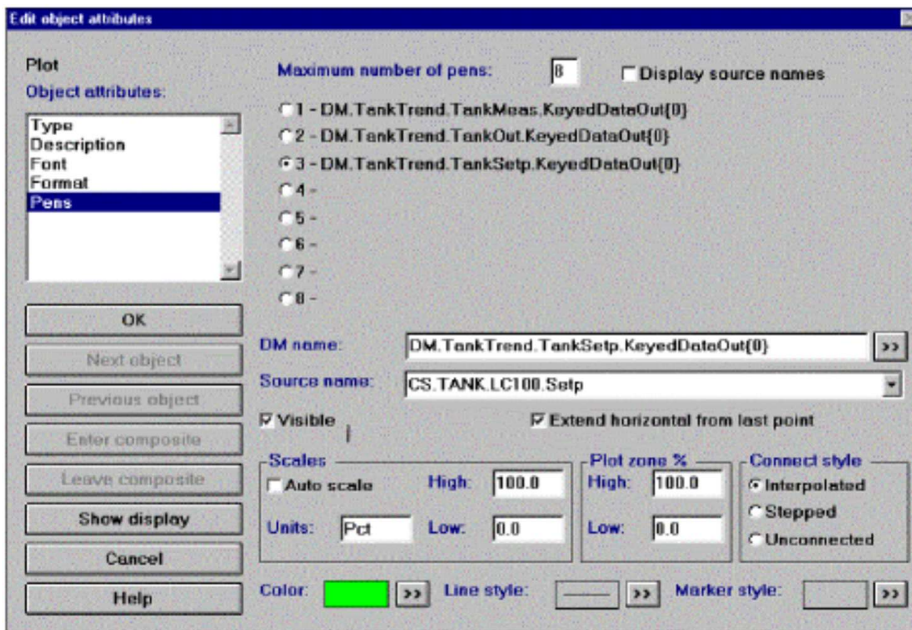 Edit object attributes
Plot
Object attributes:
Type
Description
Font
Format
Pens
OK
Next object
Previous object
Enter composite
Leave composite
Show display
Cancel
Help
Maximum number of pens: 8 Display source names
1 - DM.TankTrend.TankMeas.KeyedDataOut{0}
2 - DM.TankTrend.TankOut.KeyedDataOut{0}
3 - DM.TankTrend.TankSetp.KeyedDataOut{0}
4 -
5 -
6 -
7 -
8 -
DM name: DM.TankTrend.TankSetp.KeyedDataOut{0} >>
Source name: CS.TANK.LC100.Setp
Visible Extend horizontal from last point
Scales
Auto scale High: 100.0
Units: Pct Low: 0.0
Plot zone %
High: 100.0
Low: 0.0
Connect style
Interpolated
Stepped
Unconnected
Color: >> Line style: >> Marker style: >>